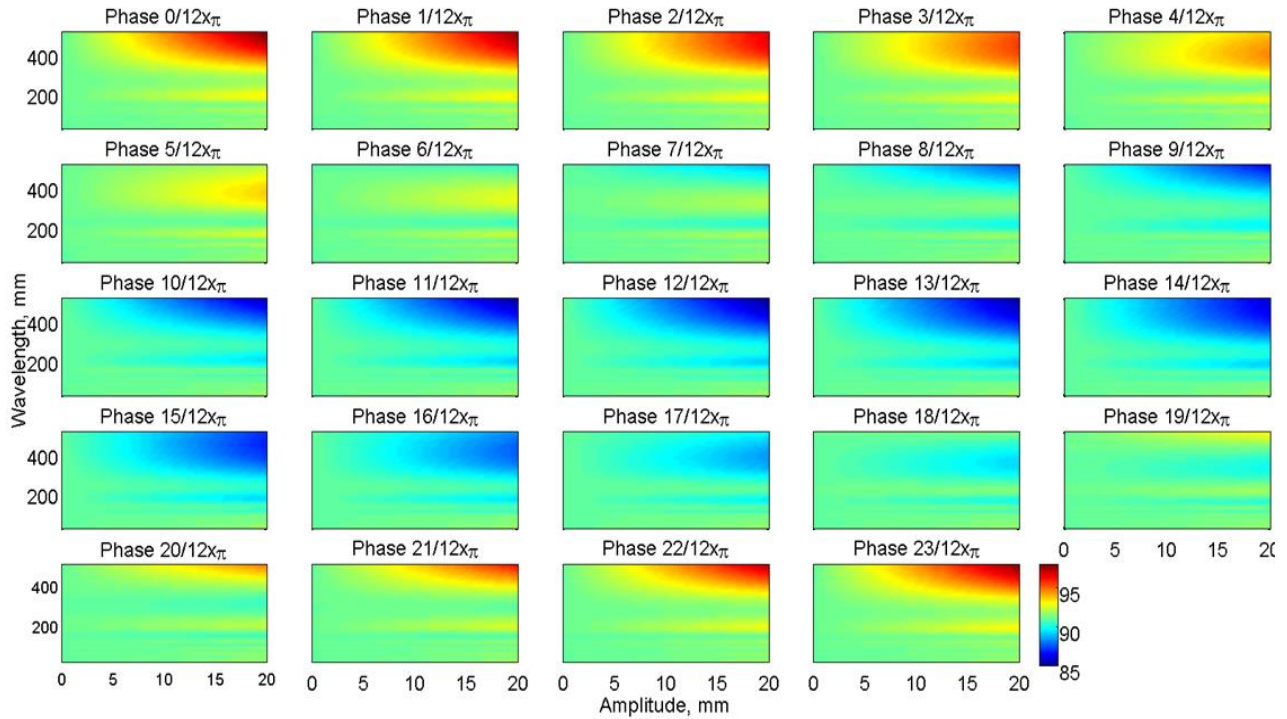 Phase 0/12xπ Phase 1/12xπ Phase 2/12xπ Phase 3/12xπ Phase 4/12xπ
400
200
Phase 5/12xπ Phase 6/12xπ Phase 7/12xπ Phase 8/12xπ Phase 9/12xπ
400
200
Wavelength, mm
Phase 10/12xπ Phase 11/12xπ Phase 12/12xπ Phase 13/12xπ Phase 14/12xπ
400
200
Phase 15/12xπ Phase 16/12xπ Phase 17/12xπ Phase 18/12xπ Phase 19/12xπ
400
200
0 5 10 15 20
Phase 20/12xπ Phase 21/12xπ Phase 22/12xπ Phase 23/12xπ
400
200
95
90
85
0 5 10 15 20 0 5 10 15 20 0 5 10 15 20 0 5 10 15 20
Amplitude, mm